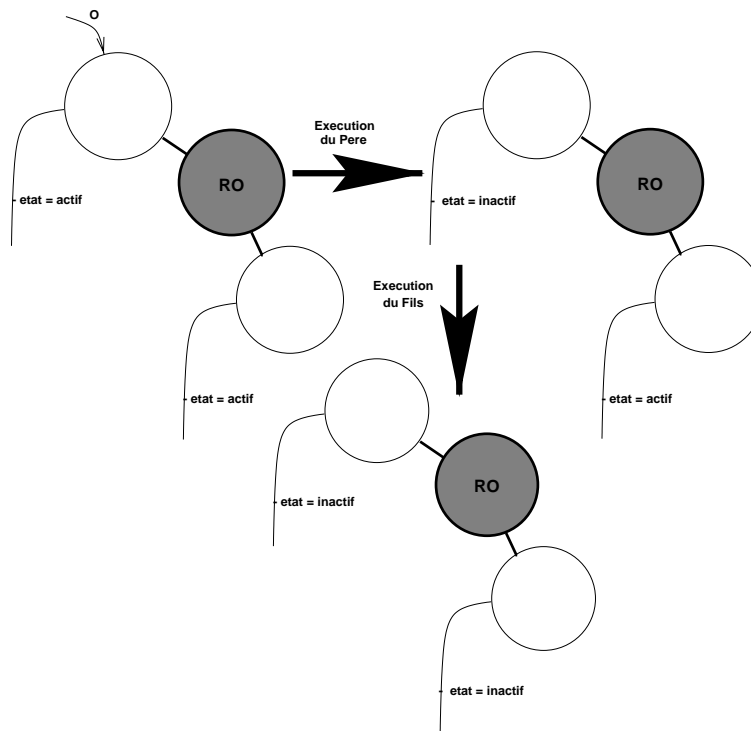 O
Execution
du Pere
RO
RO
etat = actif
etat = inactif
Execution
du Fils
etat = actif
etat = actif
RO
etat = inactif
etat = inactif